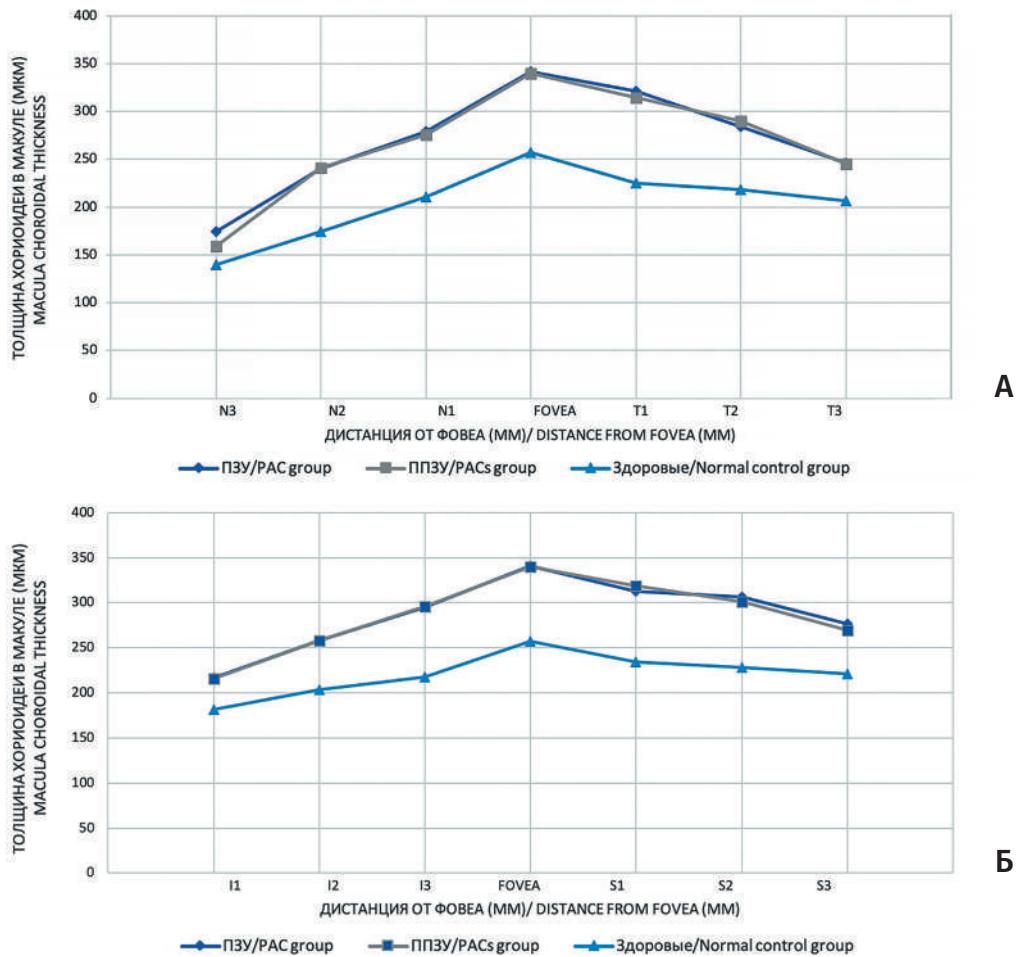 ТОЛЩИНА ХОРИОИДЕИ В МАКУЛЕ (МКМ)
MACULA CHOROIDAL THICKNESS
400
350
300
250
200
150
100
50
0
N3 N2 N1 FOVEA T1 T2 T3
ДИСТАНЦИЯ ОТ ФОВЕА (ММ)/ DISTANCE FROM FOVEA (MM)
ПЗУ/PAC group ППЗУ/PACs group Здоровые/Normal control group
А
ТОЛЩИНА ХОРИОИДЕИ В МАКУЛЕ (МКМ)
MACULA CHOROIDAL THICKNESS
400
350
300
250
200
150
100
50
0
I1 I2 I3 FOVEA S1 S2 S3
ДИСТАНЦИЯ ОТ ФОВЕА (ММ)/ DISTANCE FROM FOVEA (MM)
ПЗУ/PAC group ППЗУ/PACs group Здоровые/Normal control group
Б